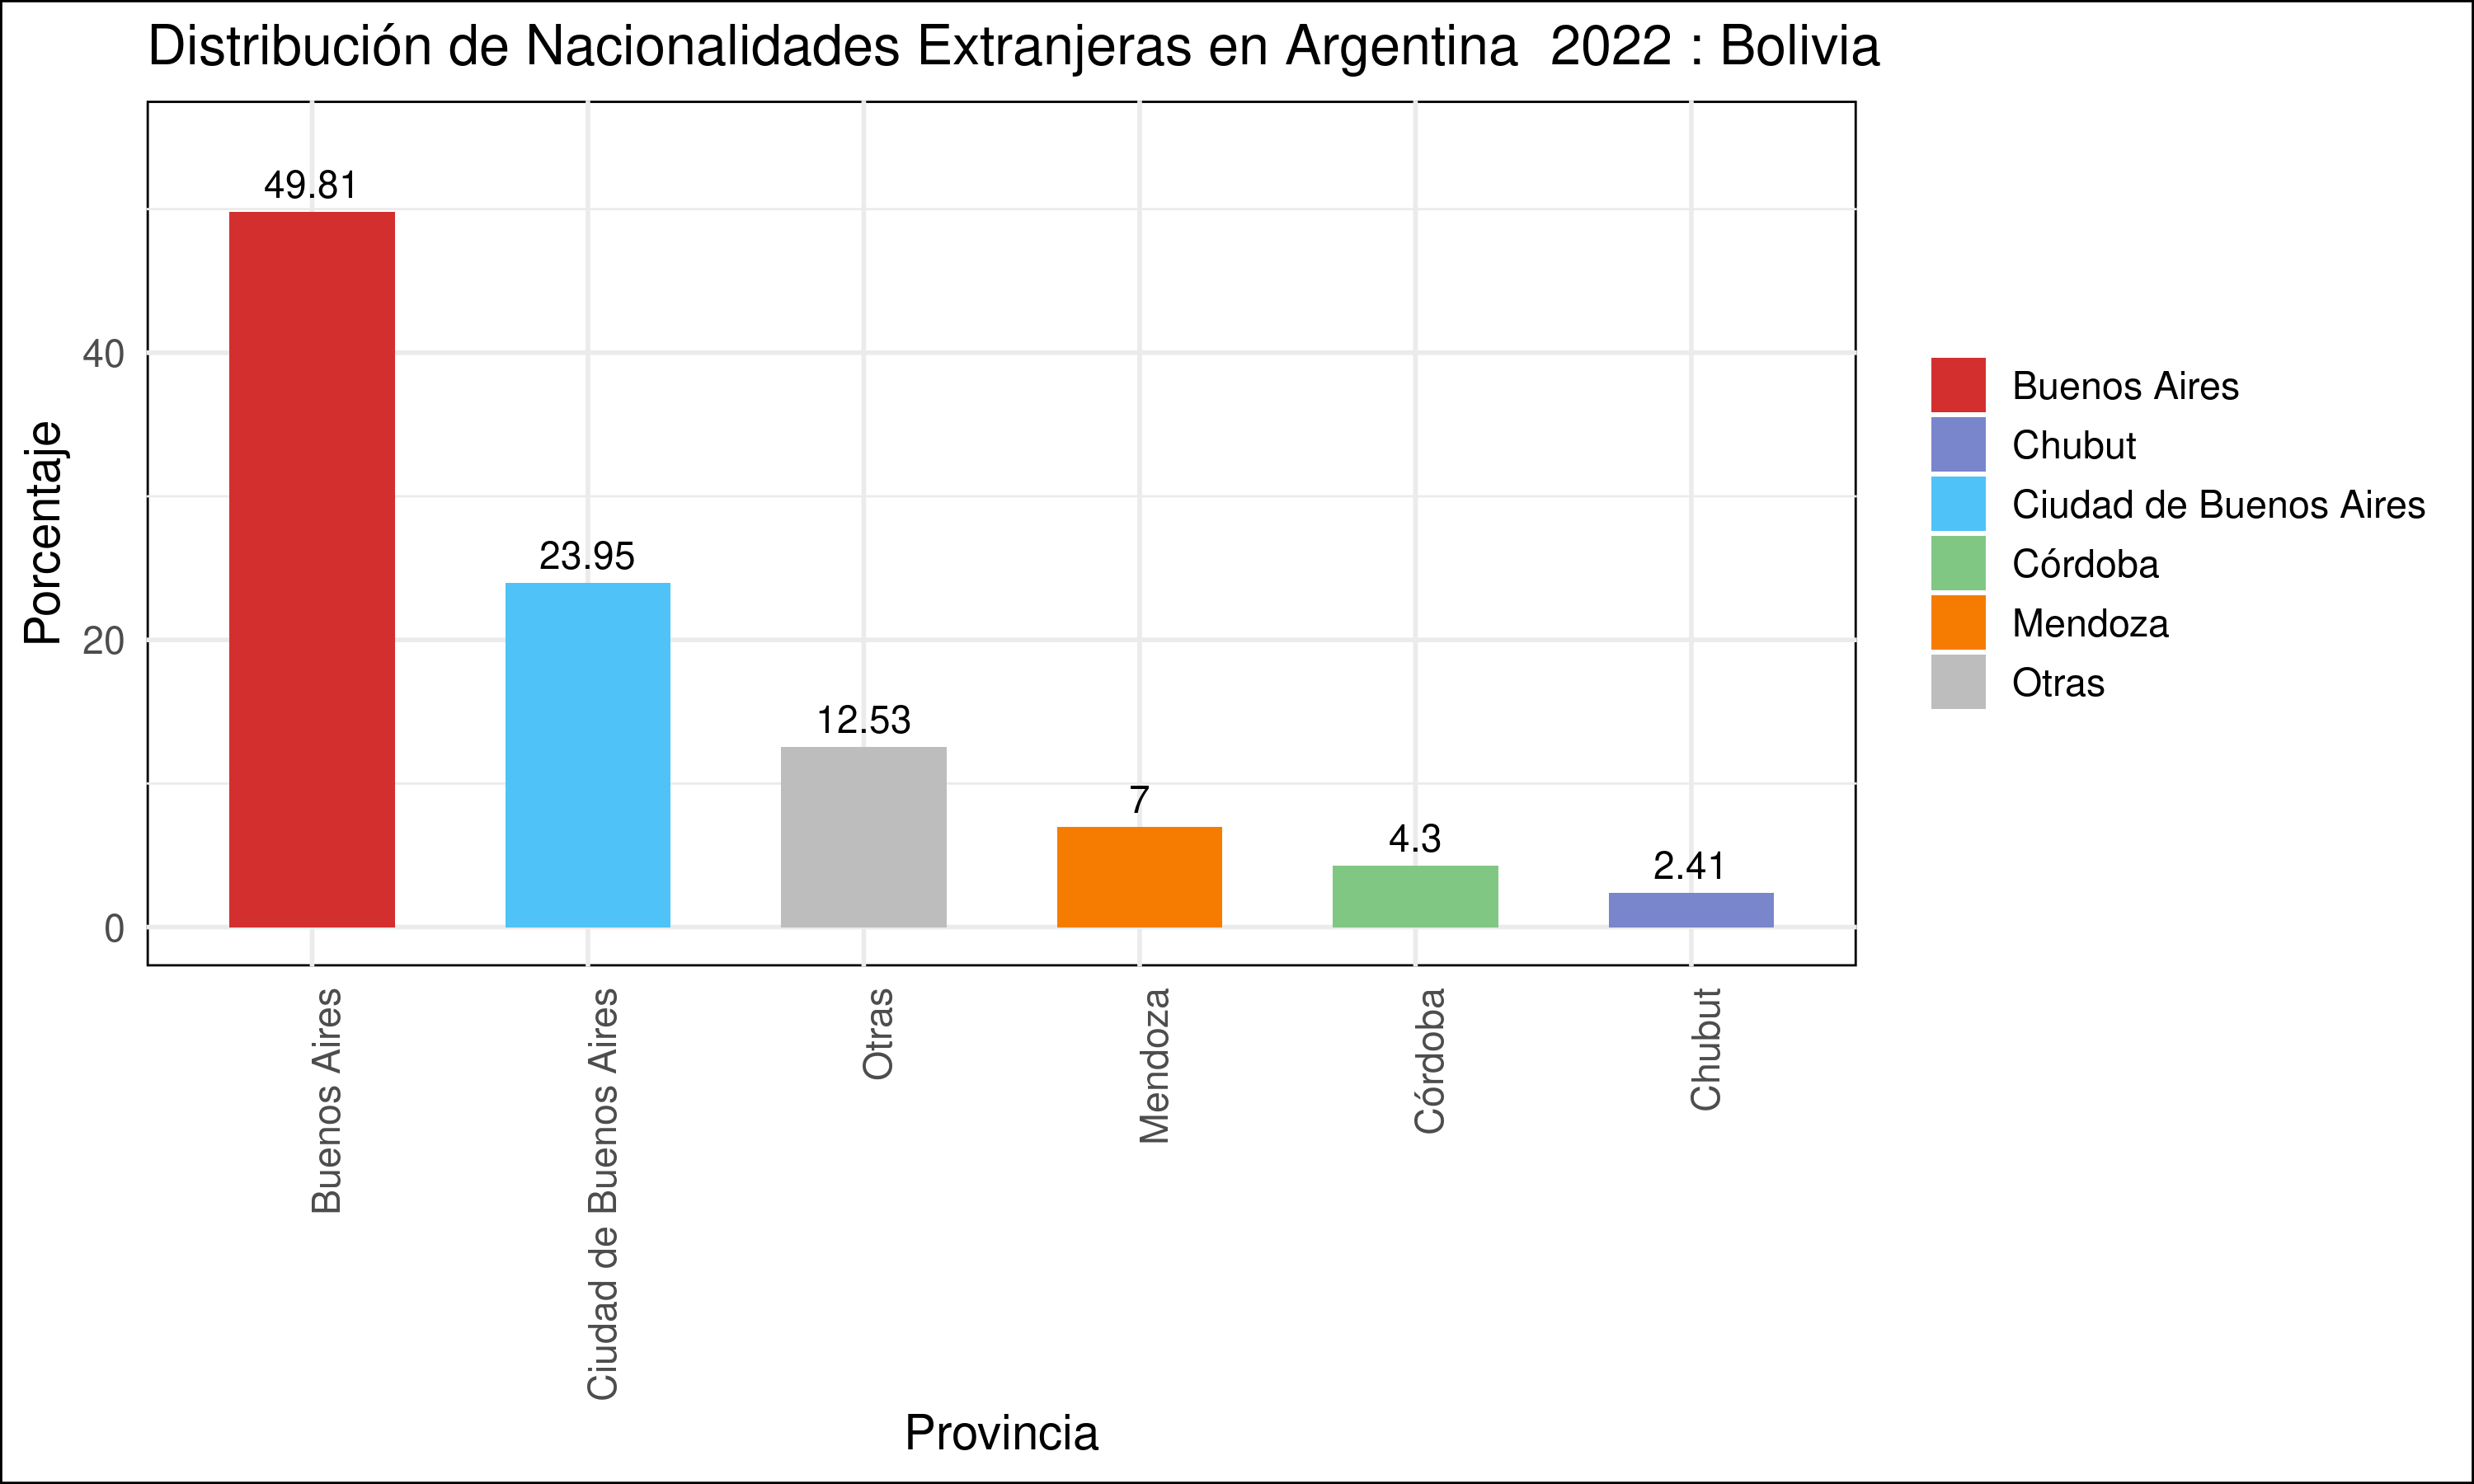 Distribución de Nacionalidades Extranjeras en Argentina  2022 : Bolivia
Porcentaje
40
20
0
49.81
23.95
12.53
7
4.3
2.41
Buenos Aires
Ciudad de Buenos Aires
Otras
Mendoza
Córdoba
Chubut
Provincia
Buenos Aires
Chubut
Ciudad de Buenos Aires
Córdoba
Mendoza
Otras